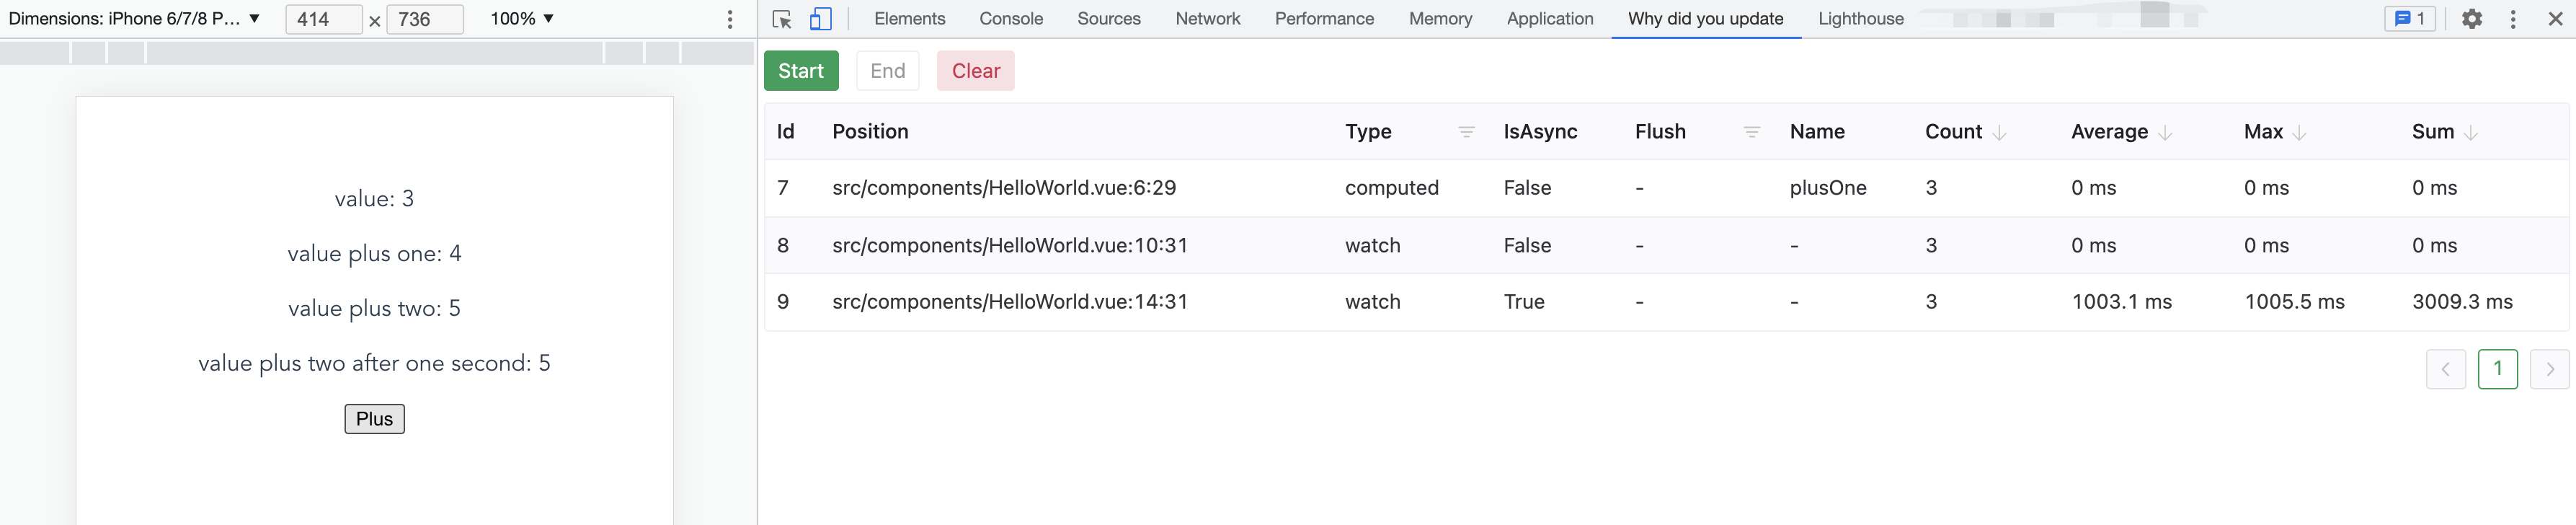 Dimensions: iPhone 6/7/8 P... ▼ 414 × 736 100% ▼
Elements Console Sources Network Performance Memory Application Why did you update Lighthouse 1
value: 3
value plus one: 4
value plus two: 5
value plus two after one second: 5
Plus
Start End Clear
Id Position Type IsAsync Flush Name Count Average Max Sum
7 src/components/HelloWorld.vue:6:29 computed False - plusOne 3 0 ms 0 ms 0 ms
8 src/components/HelloWorld.vue:10:31 watch False - - 3 0 ms 0 ms 0 ms
9 src/components/HelloWorld.vue:14:31 watch True - - 3 1003.1 ms 1005.5 ms 3009.3 ms
1